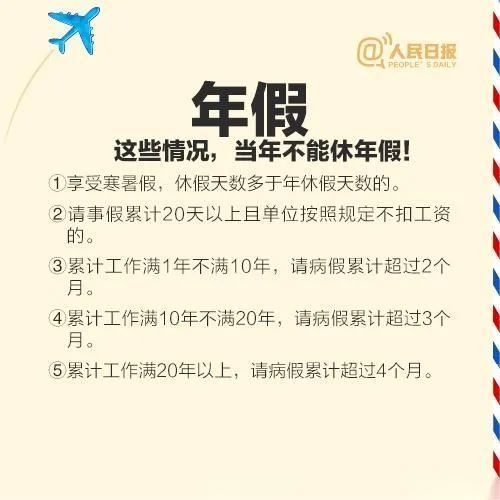 @人民日报
PEOPLE'S DAILY
年假
这些情况，当年不能休年假!
①享受寒暑假，休假天数多于年休假天数的。
②请事假累计20天以上且单位按照规定不扣工资
的。
③累计工作满1年不满10年，请病假累计超过2个
月。
④累计工作满10年不满20年，请病假累计超过3个
月。
⑤累计工作满20年以上，请病假累计超过4个月。